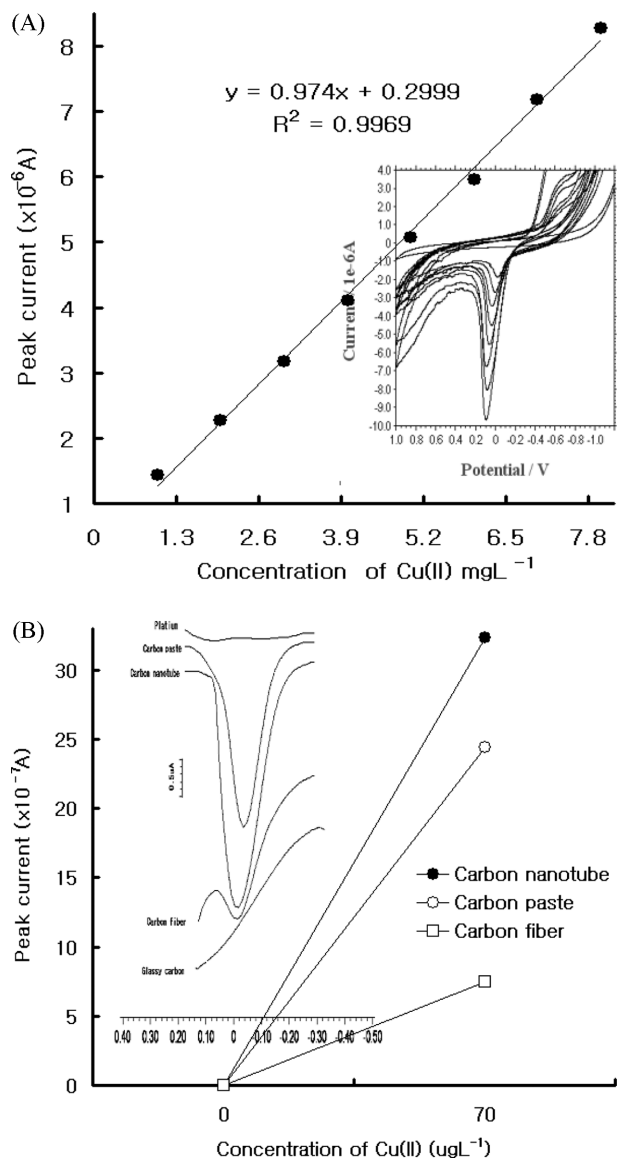 (A)
8
7
6
5
4
3
2
1
Peak current (x10⁻⁶A)
y = 0.974x + 0.2999
R² = 0.9969
4.0
3.0
2.0
1.0
0
-1.0
-2.0
-3.0
-4.0
-5.0
-6.0
-7.0
-8.0
-9.0
-10.0
Current / 1e-6A
1.0 0.8 0.6 0.4 0.2 0 -0.2 -0.4 -0.6 -0.8 -1.0
Potential / V
0 1.3 2.6 3.9 5.2 6.5 7.8
Concentration of Cu(II) mgL⁻¹
(B)
30
25
20
15
10
5
0
Peak current (x10⁻⁷A)
Platiun
Carbon paste
Carbon nanotube
0.5uA
Carbon fiber
Glassy carbon
0.40 0.30 0.20 0.10 0 -0.10 -0.20 -0.30 -0.40 -0.50
Carbon nanotube
Carbon paste
Carbon fiber
0 70
Concentration of Cu(II) (ugL⁻¹)